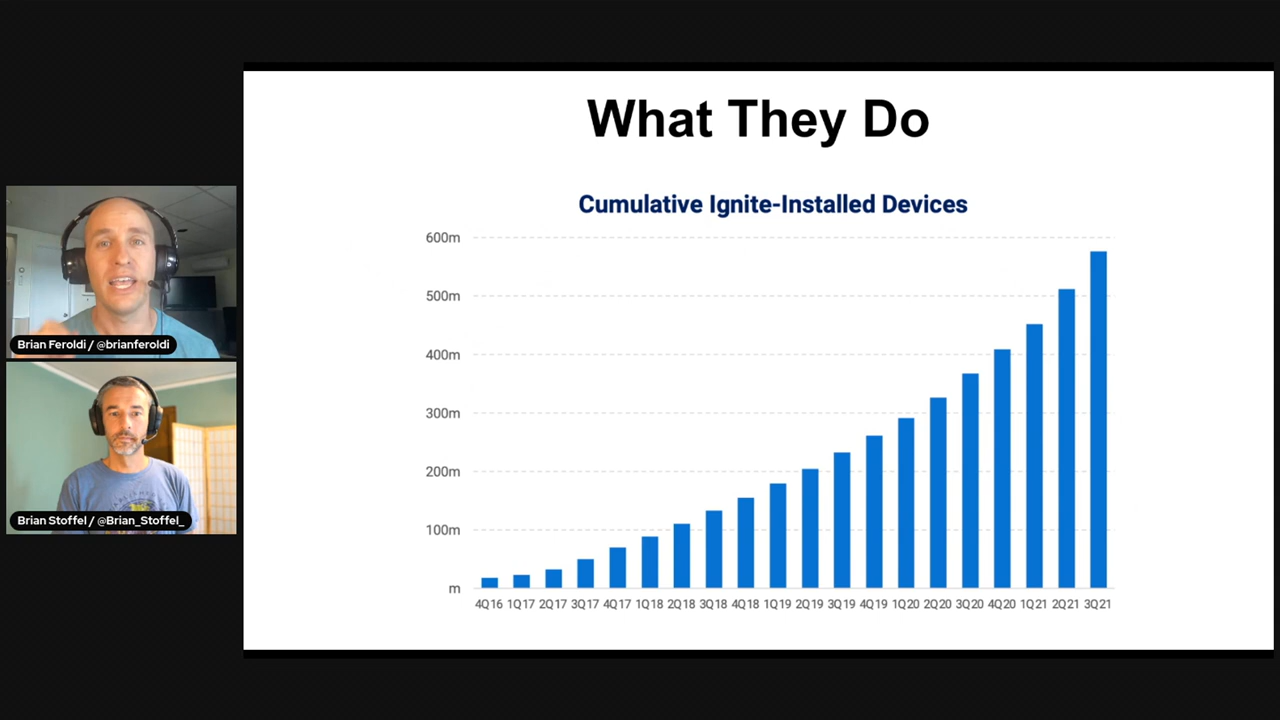 What They Do
Cumulative Ignite-Installed Devices
600m
500m
400m
300m
200m
100m
m
4Q16 1Q17 2Q17 3Q17 4Q17 1Q18 2Q18 3Q18 4Q18 1Q19 2Q19 3Q19 4Q19 1Q20 2Q20 3Q20 4Q20 1Q21 2Q21 3Q21
Brian Feroldi / @brianferoldi
Brian Stoffel / @Brian_Stoffel_